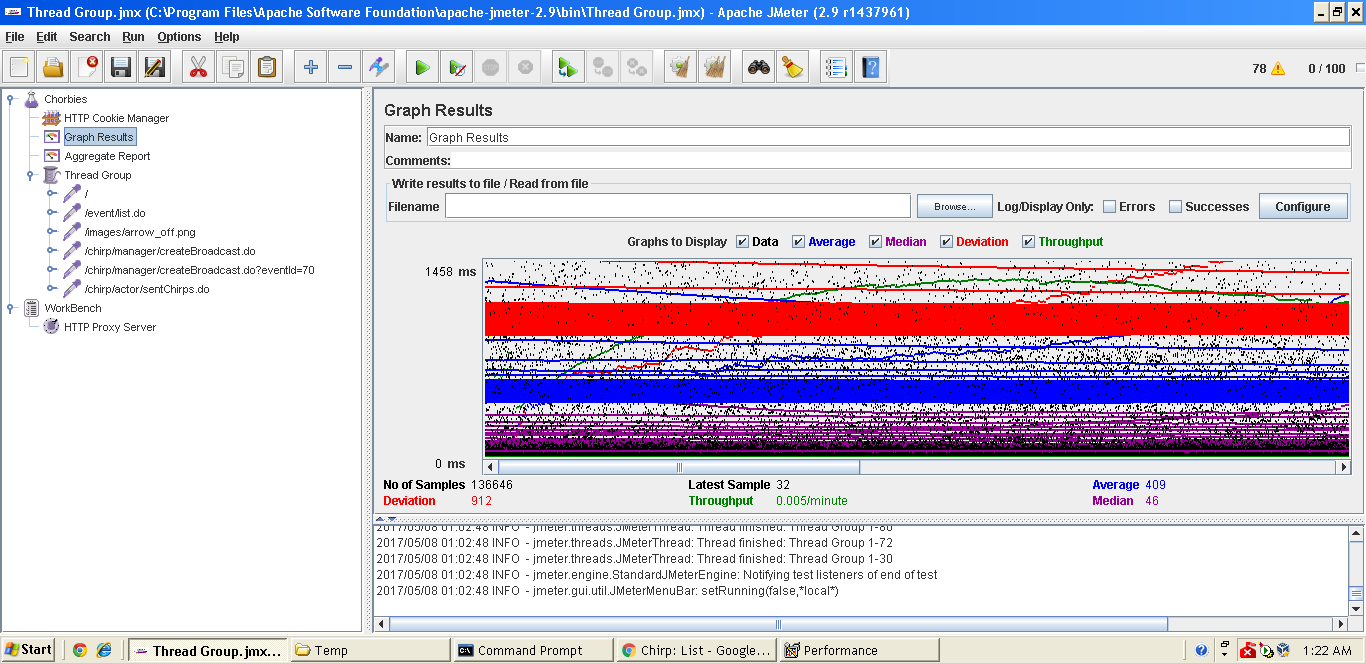 Thread Group.jmx (C:\Program Files\Apache Software Foundation\apache-jmeter-2.9\bin\Thread Group.jmx) - Apache JMeter (2.9 r1437961)
File Edit Search Run Options Help
78 0 / 100
Chorbies
HTTP Cookie Manager
Graph Results
Aggregate Report
Thread Group
/
/event/list.do
/images/arrow_off.png
/chirp/manager/createBroadcast.do
/chirp/manager/createBroadcast.do?eventId=70
/chirp/actor/sentChirps.do
WorkBench
HTTP Proxy Server
Graph Results
Name: Graph Results
Comments:
Write results to file / Read from file
Filename Browse... Log/Display Only: Errors Successes Configure
Graphs to Display Data Average Median Deviation Throughput
1458 ms
0 ms
No of Samples 136646 Latest Sample 32 Average 409
Deviation 912 Throughput 0.005/minute Median 46
2017/05/08 01:02:48 INFO - jmeter.threads.JMeterThread: Thread finished: Thread Group 1-80
2017/05/08 01:02:48 INFO - jmeter.threads.JMeterThread: Thread finished: Thread Group 1-72
2017/05/08 01:02:48 INFO - jmeter.threads.JMeterThread: Thread finished: Thread Group 1-30
2017/05/08 01:02:48 INFO - jmeter.engine.StandardJMeterEngine: Notifying test listeners of end of test
2017/05/08 01:02:48 INFO - jmeter.gui.util.JMeterMenuBar: setRunning(false,*local*)
Start Thread Group.jmx... Temp Command Prompt Chirp: List - Google... Performance 1:22 AM